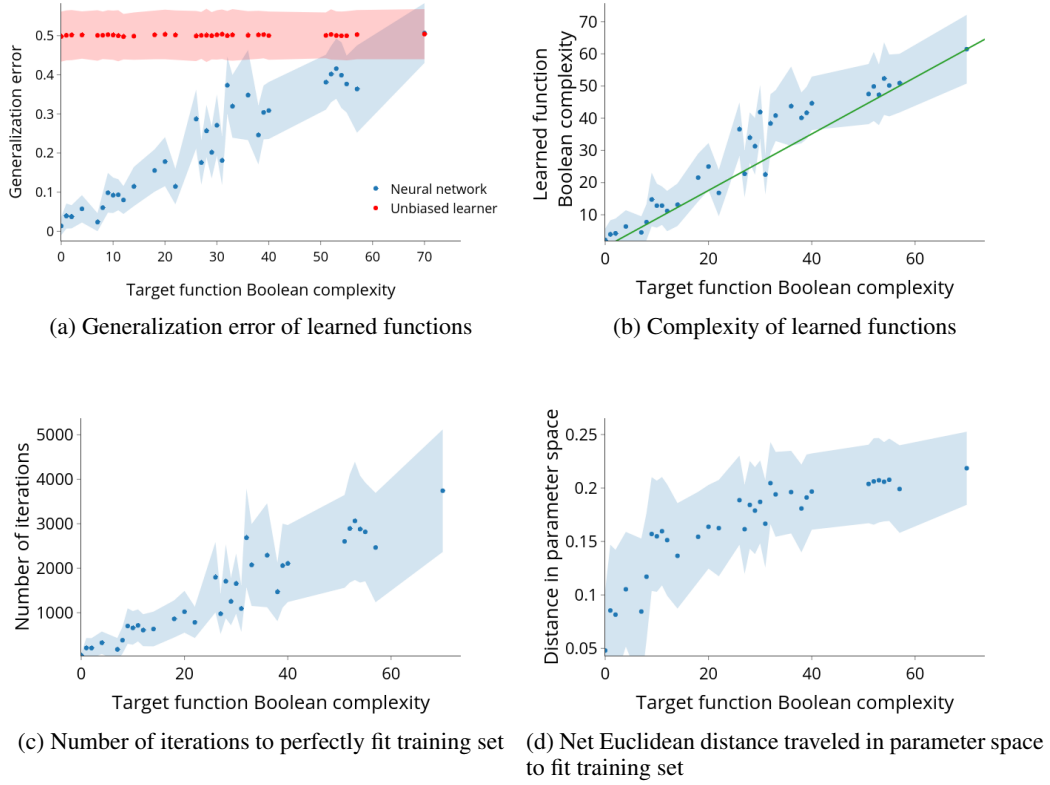 Generalization error
0.5
0.4
0.3
0.2
0.1
0
Neural network
Unbiased learner
0 10 20 30 40 50 60 70
Target function Boolean complexity
(a) Generalization error of learned functions
Learned function
Boolean complexity
70
60
50
40
30
20
10
0 20 40 60
Target function Boolean complexity
(b) Complexity of learned functions
Number of iterations
5000
4000
3000
2000
1000
0 20 40 60
Target function Boolean complexity
(c) Number of iterations to perfectly fit training set
Distance in parameter space
0.25
0.2
0.15
0.1
0.05
0 20 40 60
Target function Boolean complexity
(d) Net Euclidean distance traveled in parameter space
to fit training set